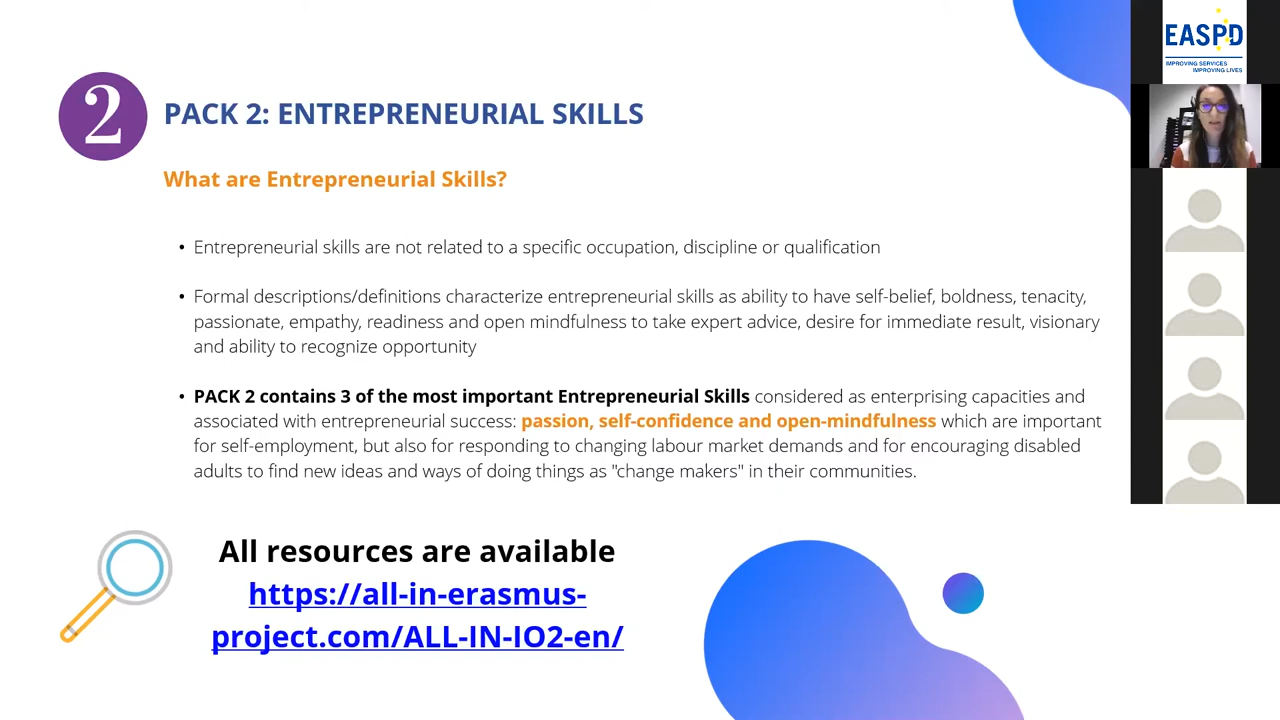 EASPD
IMPROVING SERVICES
IMPROVING LIVES
2
PACK 2: ENTREPRENEURIAL SKILLS
What are Entrepreneurial Skills?
• Entrepreneurial skills are not related to a specific occupation, discipline or qualification
• Formal descriptions/definitions characterize entrepreneurial skills as ability to have self-belief, boldness, tenacity,
passionate, empathy, readiness and open mindfulness to take expert advice, desire for immediate result, visionary
and ability to recognize opportunity
• PACK 2 contains 3 of the most important Entrepreneurial Skills considered as enterprising capacities and
associated with entrepreneurial success: passion, self-confidence and open-mindfulness which are important
for self-employment, but also for responding to changing labour market demands and for encouraging disabled
adults to find new ideas and ways of doing things as "change makers" in their communities.
All resources are available
https://all-in-erasmus-
project.com/ALL-IN-IO2-en/